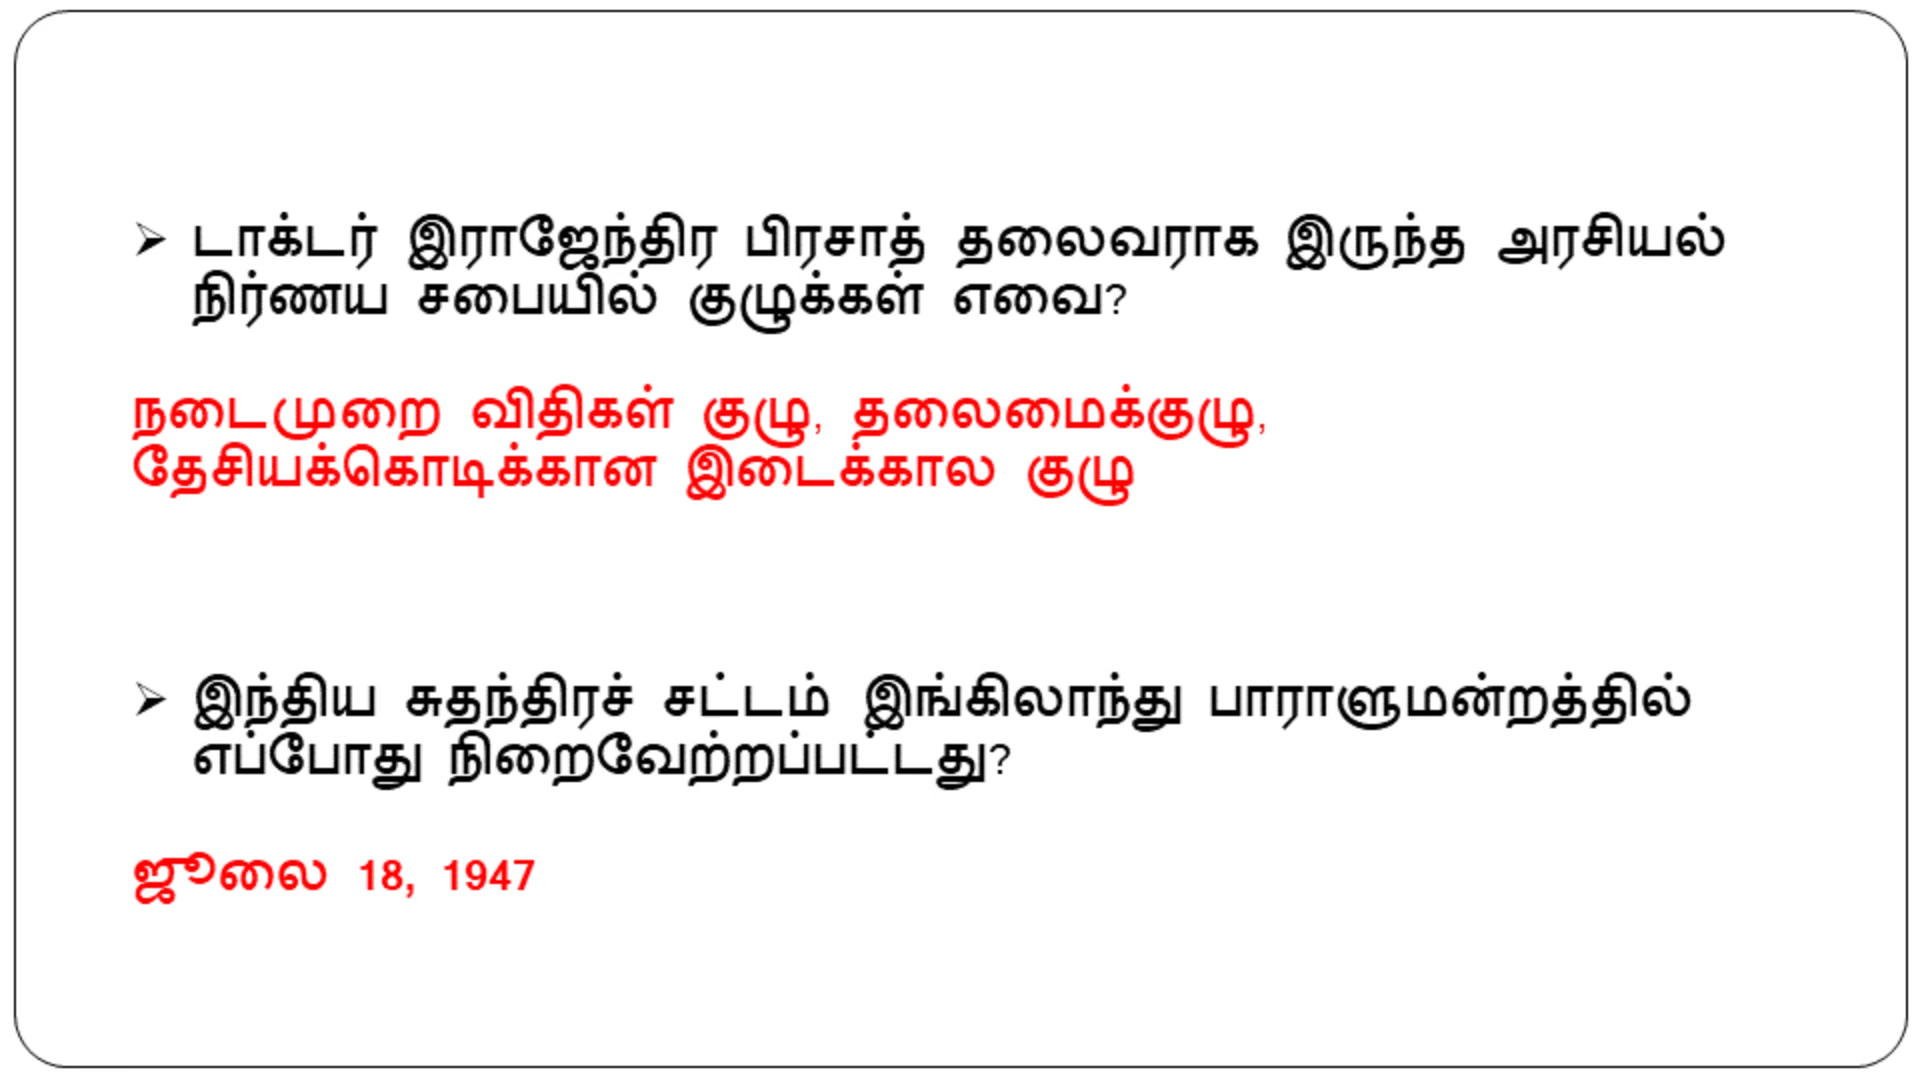 ➢ டாக்டர் இராஜேந்திர பிரசாத் தலைவராக இருந்த அரசியல்
நிர்ணய சபையில் குழுக்கள் எவை?
நடைமுறை விதிகள் குழு, தலைமைக்குழு,
தேசியக்கொடிக்கான இடைக்கால குழு
➢ இந்திய சுதந்திரச் சட்டம் இங்கிலாந்து பாராளுமன்றத்தில்
எப்போது நிறைவேற்றப்பட்டது?
ஜூலை 18, 1947